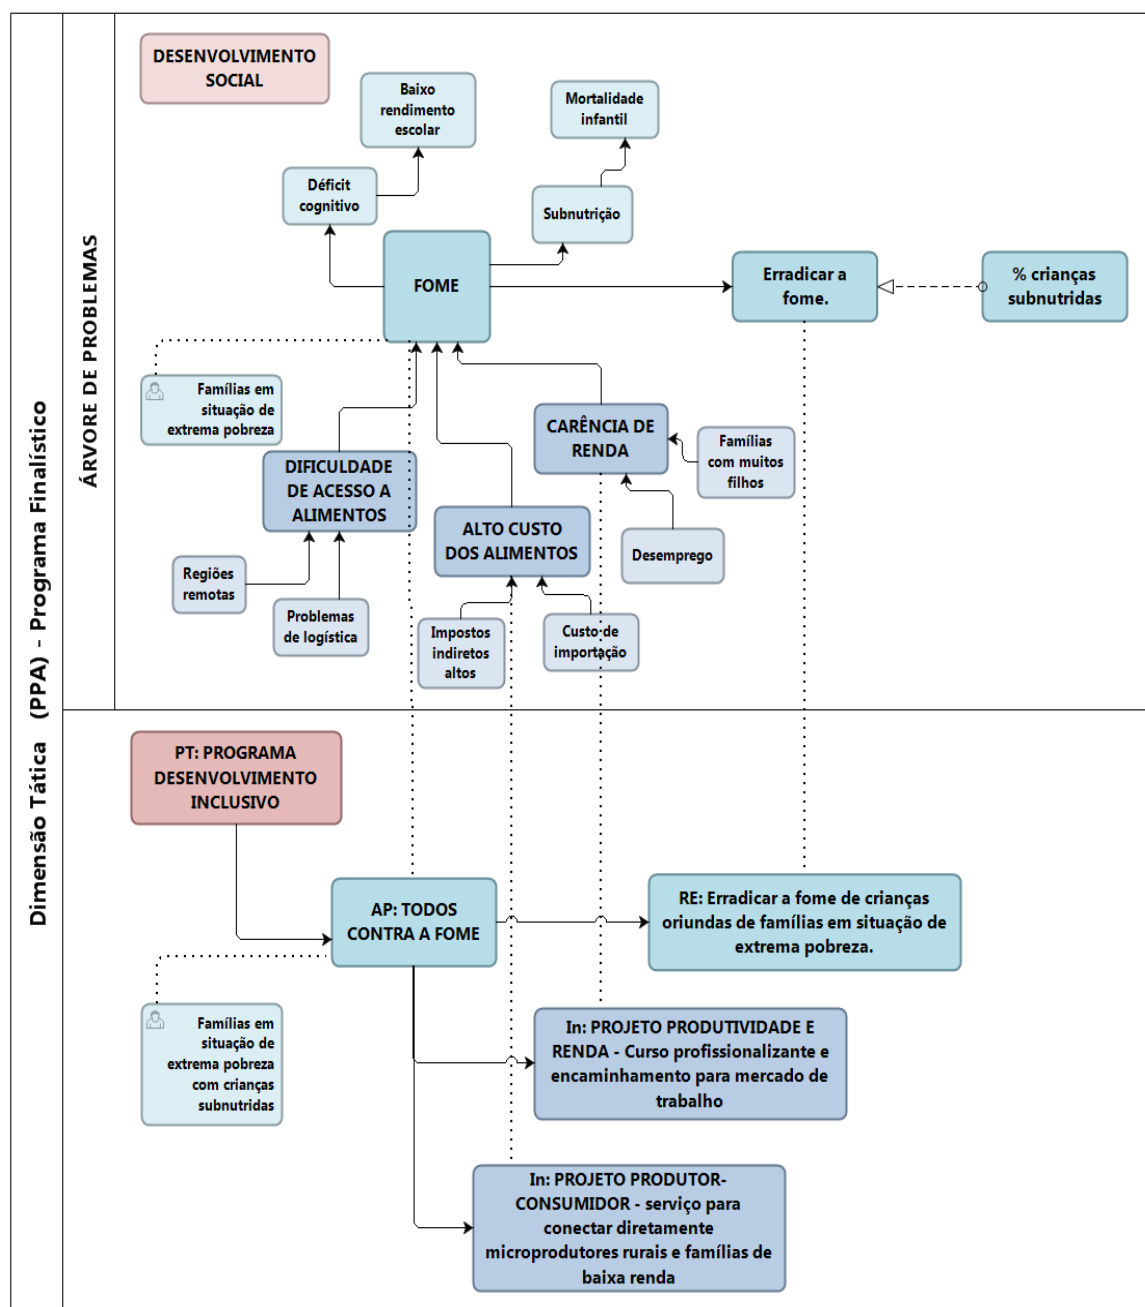 Dimensão Tática (PPA) - Programa Finalístico
ÁRVORE DE PROBLEMAS
DESENVOLVIMENTO
SOCIAL
Baixo
rendimento
escolar
Mortalidade
infantil
Déficit
cognitivo
Subnutrição
FOME
Erradicar a
fome.
% crianças
subnutridas
Famílias em
situação de
extrema pobreza
CARÊNCIA DE
RENDA
Famílias
com muitos
filhos
DIFICULDADE
DE ACESSO A
ALIMENTOS
ALTO CUSTO
DOS ALIMENTOS
Desemprego
Regiões
remotas
Problemas
de logística
Impostos
indiretos
altos
Custo de
importação
PT: PROGRAMA
DESENVOLVIMENTO
INCLUSIVO
AP: TODOS
CONTRA A FOME
RE: Erradicar a fome de crianças
oriundas de famílias em situação de
extrema pobreza.
Famílias em
situação de
extrema pobreza
com crianças
subnutridas
In: PROJETO PRODUTIVIDADE E
RENDA - Curso profissionalizante e
encaminhamento para mercado de
trabalho
In: PROJETO PRODUTOR-
CONSUMIDOR - serviço para
conectar diretamente
microprodutores rurais e famílias de
baixa renda